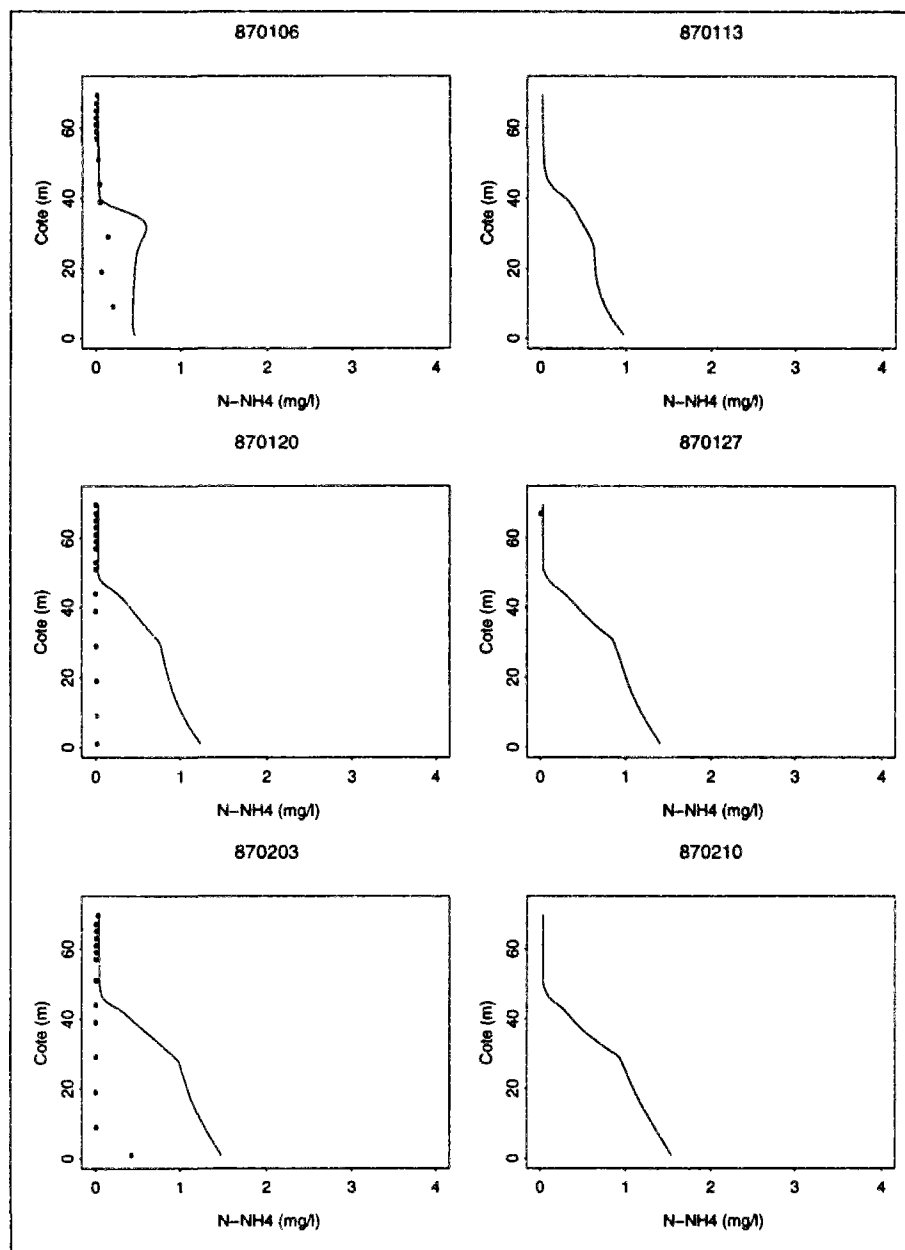 870106
870113
Cote (m)
0 20 40 60
0 1 2 3 4
N-NH4 (mg/l)
Cote (m)
0 20 40 60
0 1 2 3 4
N-NH4 (mg/l)
870120
870127
Cote (m)
0 20 40 60
0 1 2 3 4
N-NH4 (mg/l)
Cote (m)
0 20 40 60
0 1 2 3 4
N-NH4 (mg/l)
870203
870210
Cote (m)
0 20 40 60
0 1 2 3 4
N-NH4 (mg/l)
Cote (m)
0 20 40 60
0 1 2 3 4
N-NH4 (mg/l)